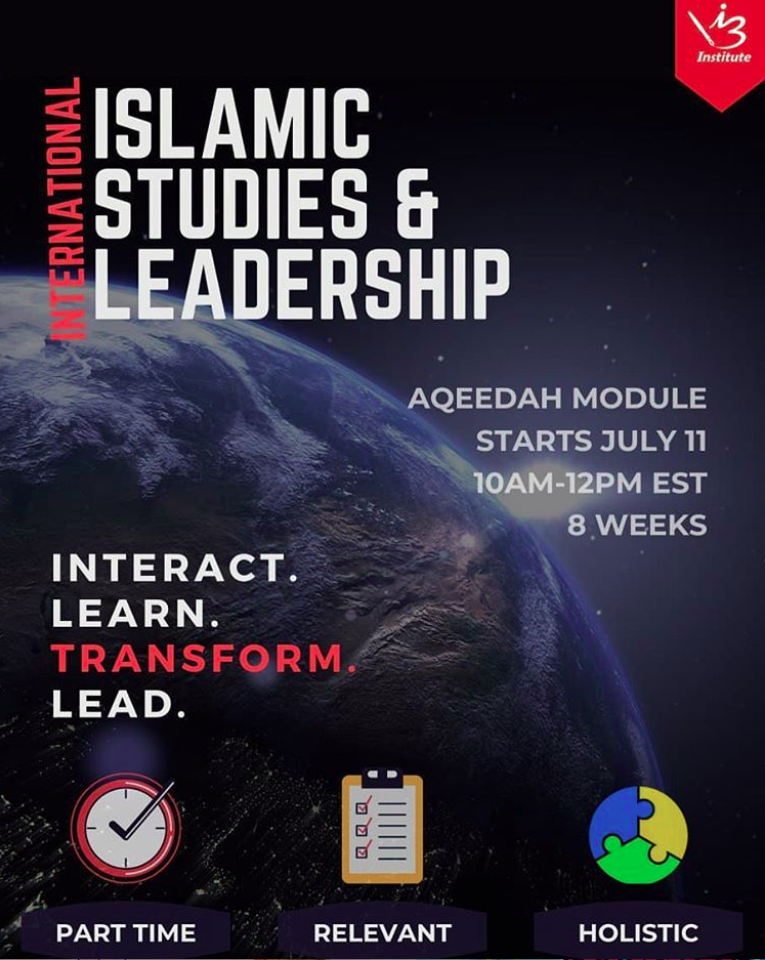 i3
Institute
INTERNATIONAL
ISLAMIC
STUDIES &
LEADERSHIP
AQEEDAH MODULE
STARTS JULY 11
10AM-12PM EST
8 WEEKS
INTERACT.
LEARN.
TRANSFORM.
LEAD.
PART TIME
RELEVANT
HOLISTIC